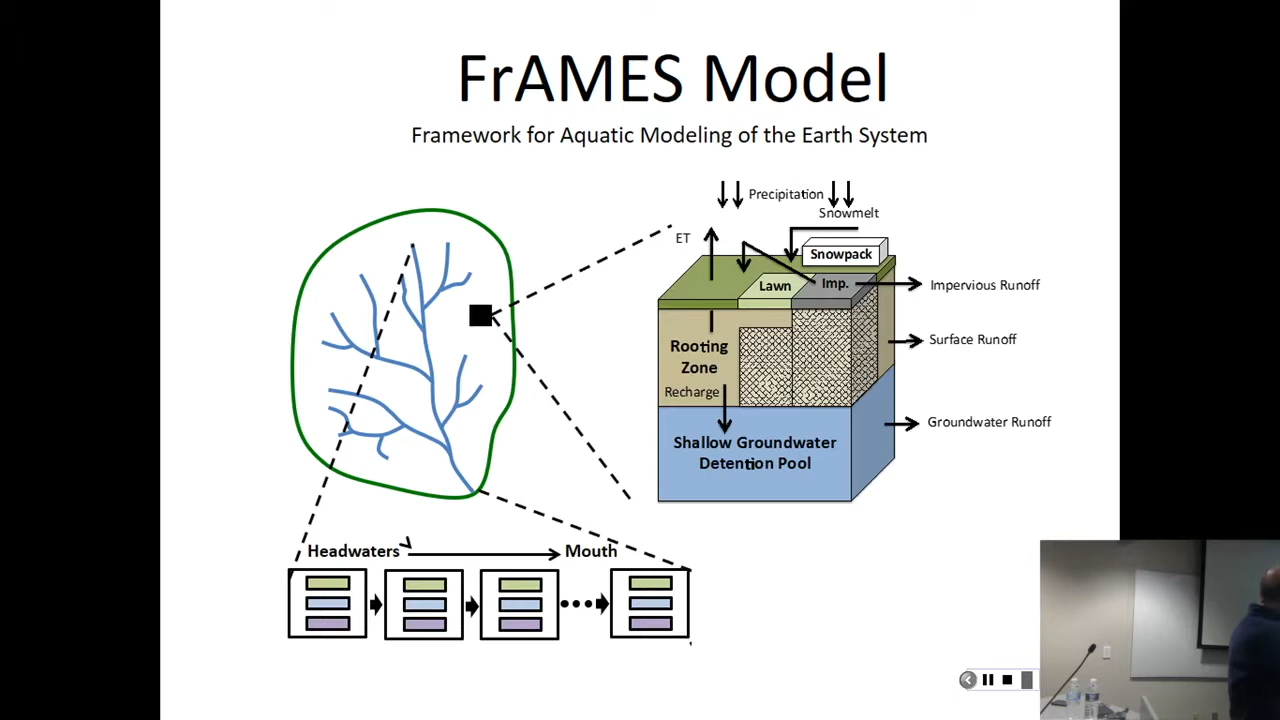 FrAMES Model
Framework for Aquatic Modeling of the Earth System
Precipitation
Snowmelt
ET
Snowpack
Lawn
Imp.
Impervious Runoff
Rooting
Zone
Surface Runoff
Recharge
Groundwater Runoff
Shallow Groundwater
Detention Pool
Headwaters
Mouth